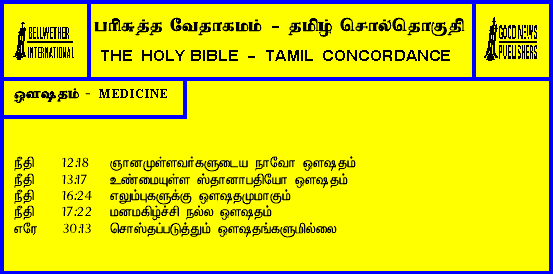 BELLWETHER
INTERNATIONAL
பரிசுத்த வேதாகமம் - தமிழ் சொல்தொகுதி
THE HOLY BIBLE - TAMIL CONCORDANCE
GOOD NEWS
PUBLISHERS
ஔஷதம் - MEDICINE
நீதி 12:18 ஞானமுள்ளவர்களுடைய நாவோ ஔஷதம்
நீதி 13:17 உண்மையுள்ள ஸ்தானாபதியோ ஔஷதம்
நீதி 16:24 எலும்புகளுக்கு ஔஷதமுமாகும்
நீதி 17:22 மனமகிழ்ச்சி நல்ல ஔஷதம்
எரே 30:13 சொஸ்தப்படுத்தும் ஔஷதங்களுமில்லை